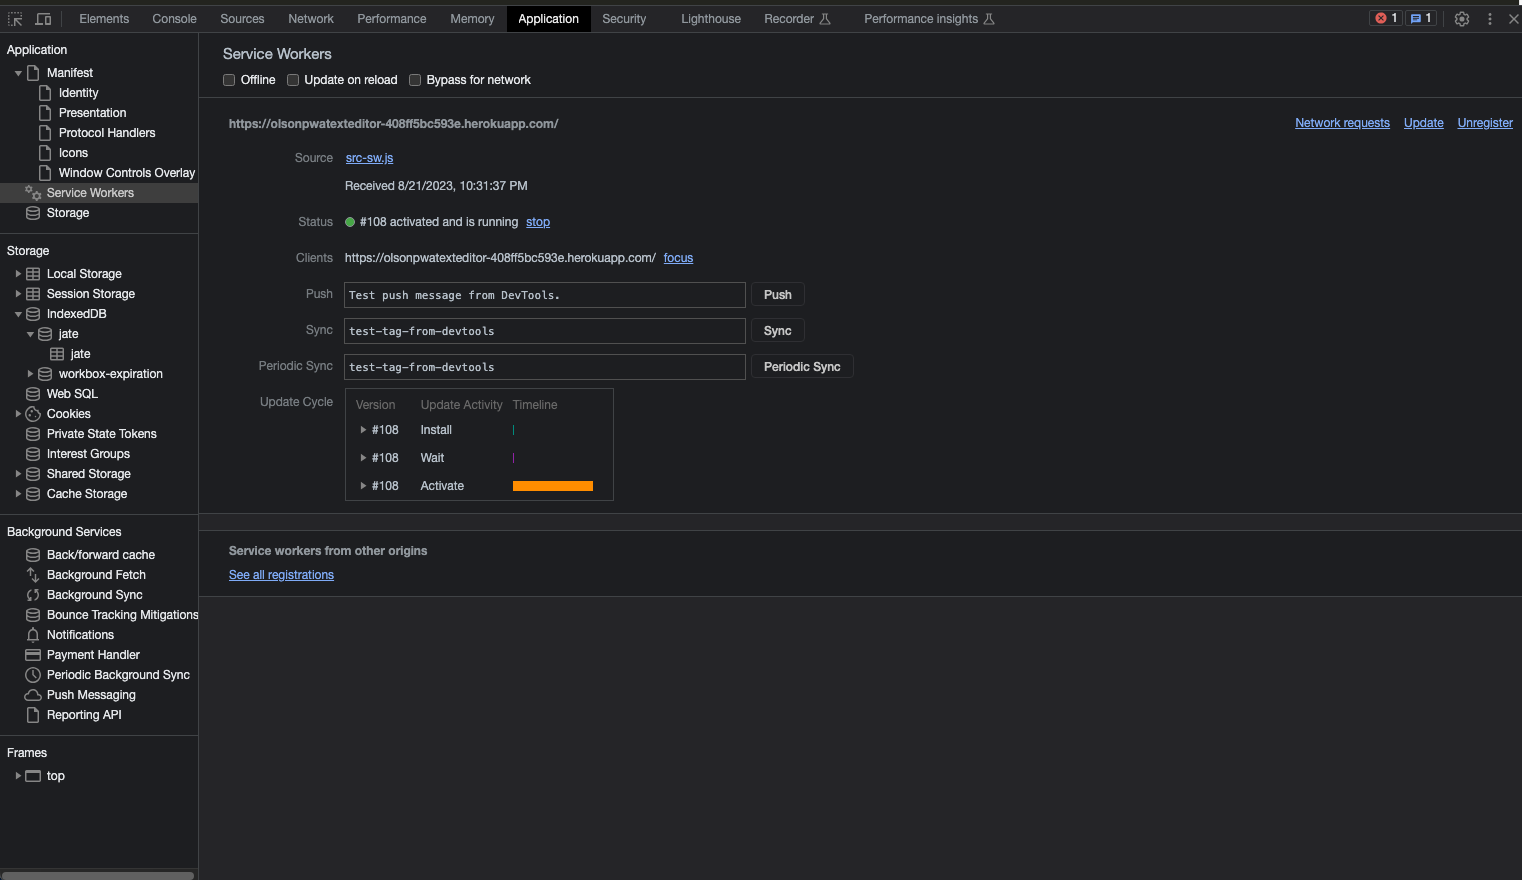 Elements Console Sources Network Performance Memory Application Security Lighthouse Recorder Performance insights 1 1
Application
Manifest
Identity
Presentation
Protocol Handlers
Icons
Window Controls Overlay
Service Workers
Storage
Storage
Local Storage
Session Storage
IndexedDB
jate
jate
workbox-expiration
Web SQL
Cookies
Private State Tokens
Interest Groups
Shared Storage
Cache Storage
Background Services
Back/forward cache
Background Fetch
Background Sync
Bounce Tracking Mitigations
Notifications
Payment Handler
Periodic Background Sync
Push Messaging
Reporting API
Frames
top
Service Workers
Offline Update on reload Bypass for network
https://olsonpwatexteditor-408ff5bc593e.herokuapp.com/ Network requests Update Unregister
Source src-sw.js
Received 8/21/2023, 10:31:37 PM
Status #108 activated and is running stop
Clients https://olsonpwatexteditor-408ff5bc593e.herokuapp.com/ focus
Push Test push message from DevTools. Push
Sync test-tag-from-devtools Sync
Periodic Sync test-tag-from-devtools Periodic Sync
Update Cycle Version Update Activity Timeline
#108 Install
#108 Wait
#108 Activate
Service workers from other origins
See all registrations